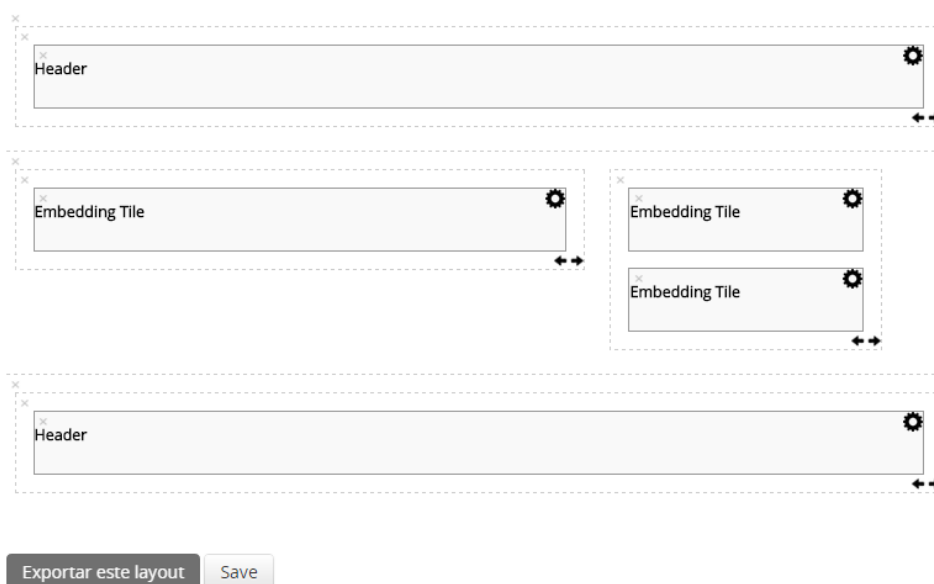 Header
Embedding Tile
Embedding Tile
Embedding Tile
Header
Exportar este layout
Save